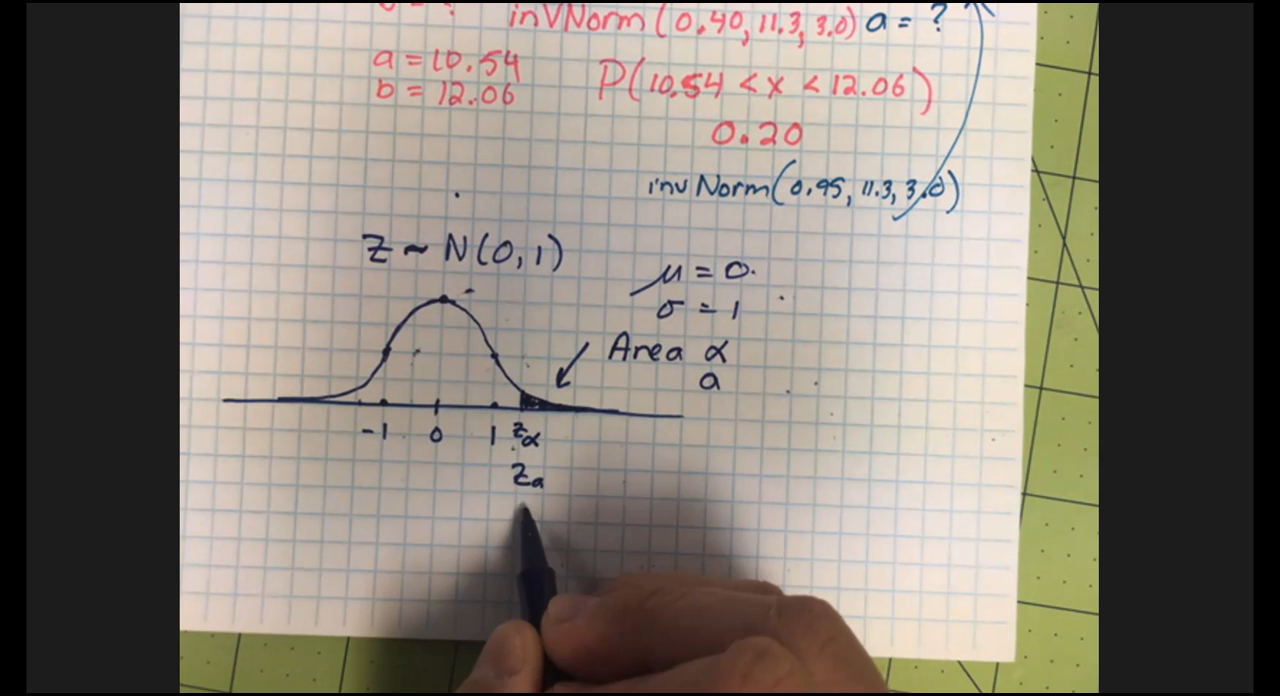 = ? invNorm(0.40, 11.3, 3.0) a = ?
a = 10.54
b = 12.06
P(10.54 < x < 12.06)
0.20
invNorm(0.95, 11.3, 3.0)
Z ~ N(0,1)
μ = 0.
σ = 1
Area α
a
-1 0 1 zα
Za